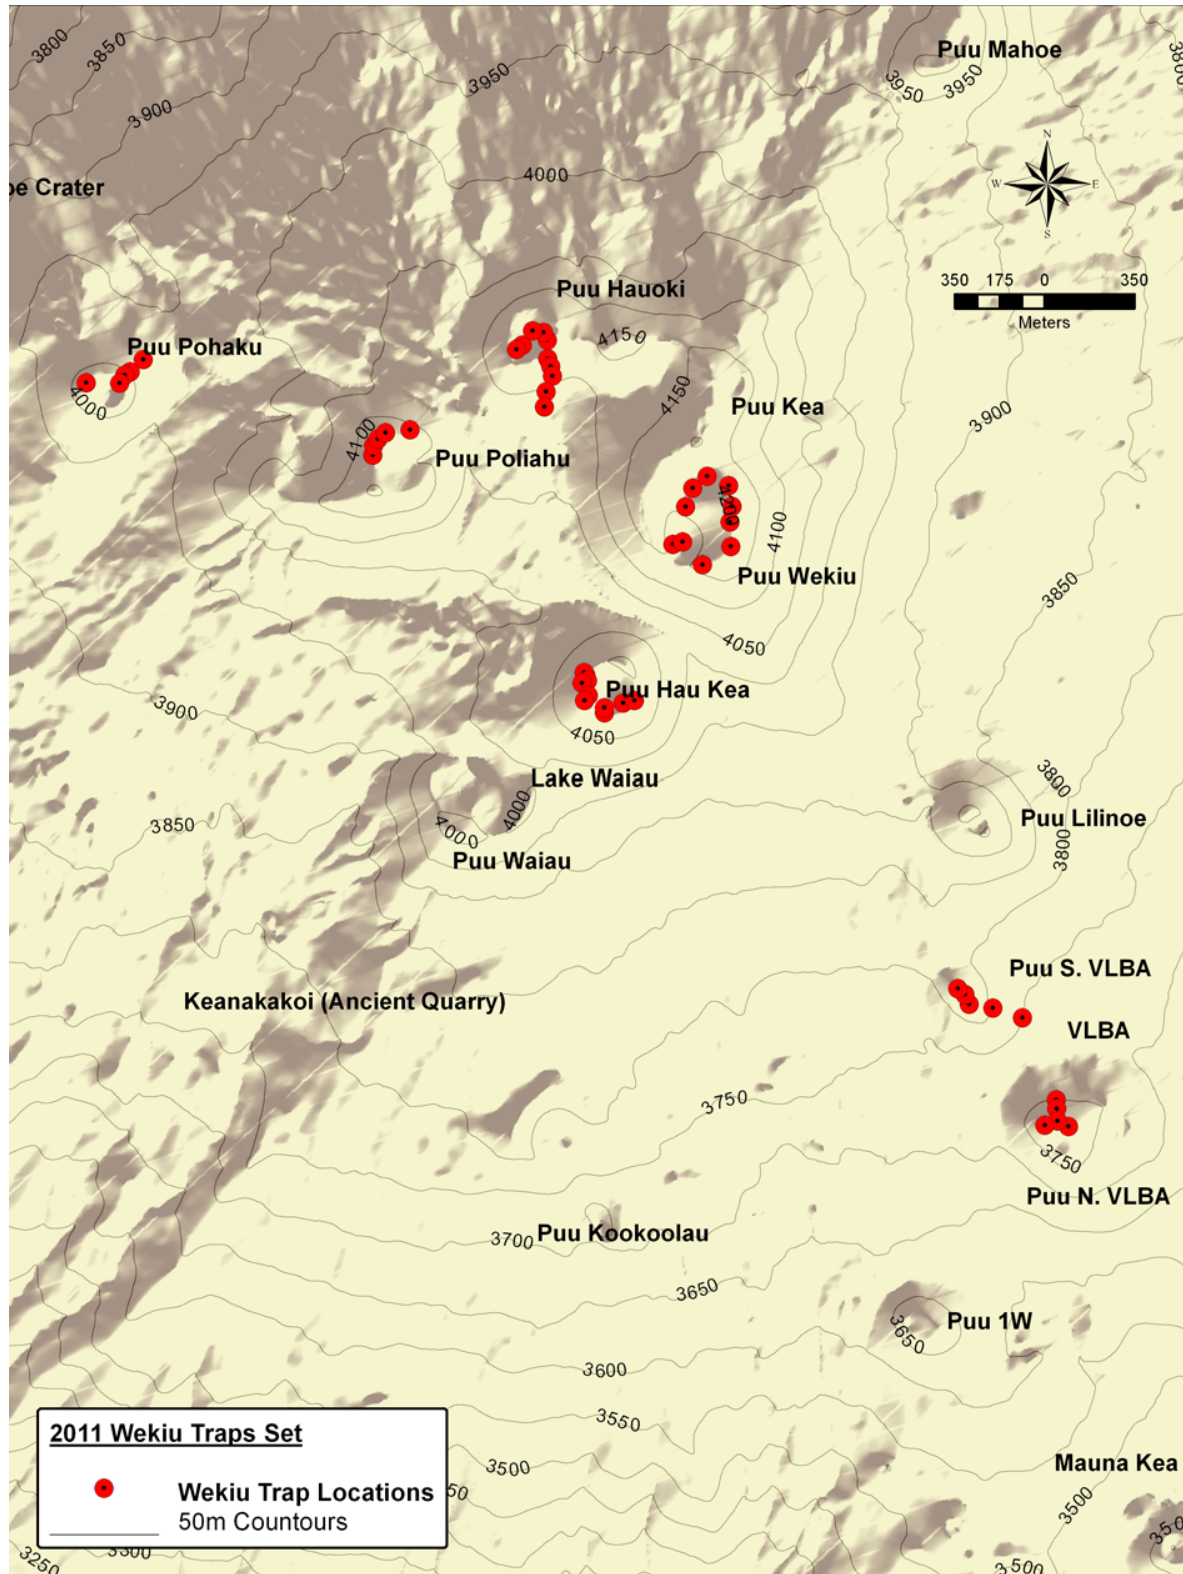 3800
3850
Puu Mahoe
3800
3950
3950
3950
3900
N
4000
W
E
oe Crater
S
350 175 0 350
Puu Hauoki
Meters
4150
Puu Pohaku
4000
4150
Puu Kea
3900
4100
Puu Poliahu
4200
4100
Puu Wekiu
3850
4050
Puu Hau Kea
3900
4050
Lake Waiau
3800
4000
4000
3850
Puu Lilinoe
3800
Puu Waiau
Puu S. VLBA
Keanakakoi (Ancient Quarry)
VLBA
3750
3750
Puu N. VLBA
Puu Kookoolau
3700
3650
Puu 1W
3650
3600
3550
2011 Wekiu Traps Set
Mauna Kea
3500
Wekiu Trap Locations
50
3500
50m Countours
3250
3300
3500